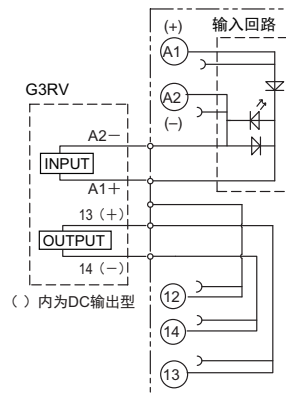 (+)
输入回路
A1
G3RV
A2
(−)
A2−
INPUT
A1+
13（+）
OUTPUT
14（−）
（ ）内为DC输出型
12
14
13